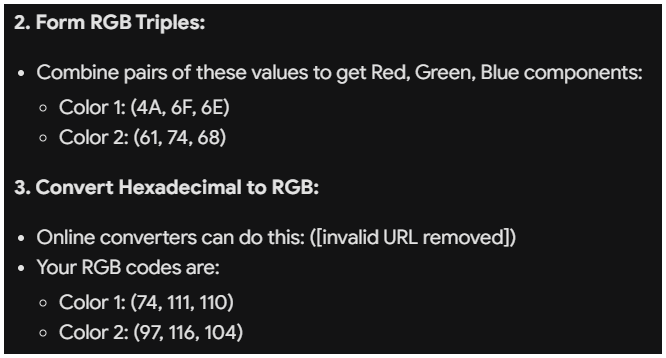 2. Form RGB Triples:
• Combine pairs of these values to get Red, Green, Blue components:
◦ Color 1: (4A, 6F, 6E)
◦ Color 2: (61, 74, 68)
3. Convert Hexadecimal to RGB:
• Online converters can do this: ([invalid URL removed])
• Your RGB codes are:
◦ Color 1: (74, 111, 110)
◦ Color 2: (97, 116, 104)